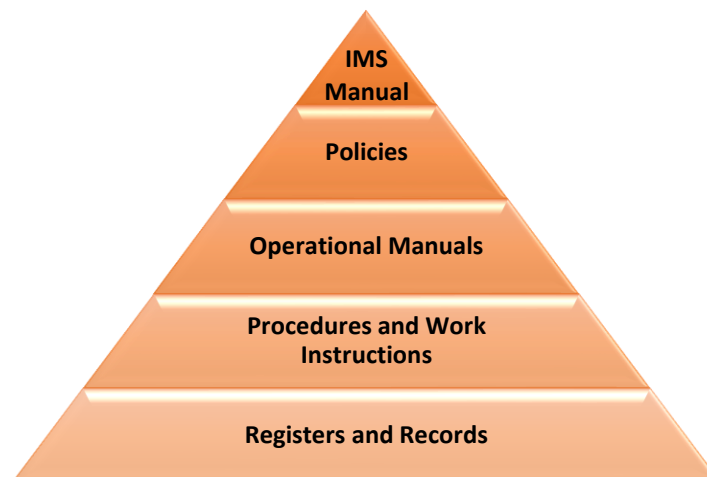 IMS
Manual
Policies
Operational Manuals
Procedures and Work
Instructions
Registers and Records